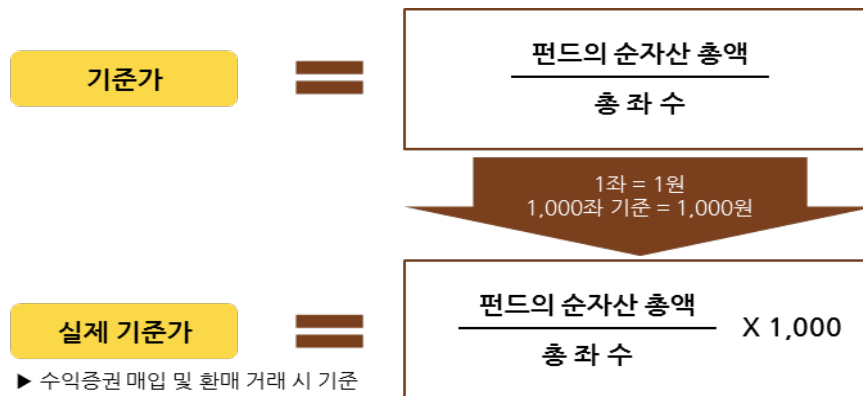 기준가
펀드의 순자산 총액
총 좌 수
1좌 = 1원
1,000좌 기준 = 1,000원
실제 기준가
펀드의 순자산 총액
총 좌 수
X 1,000
▶ 수익증권 매입 및 환매 거래 시 기준